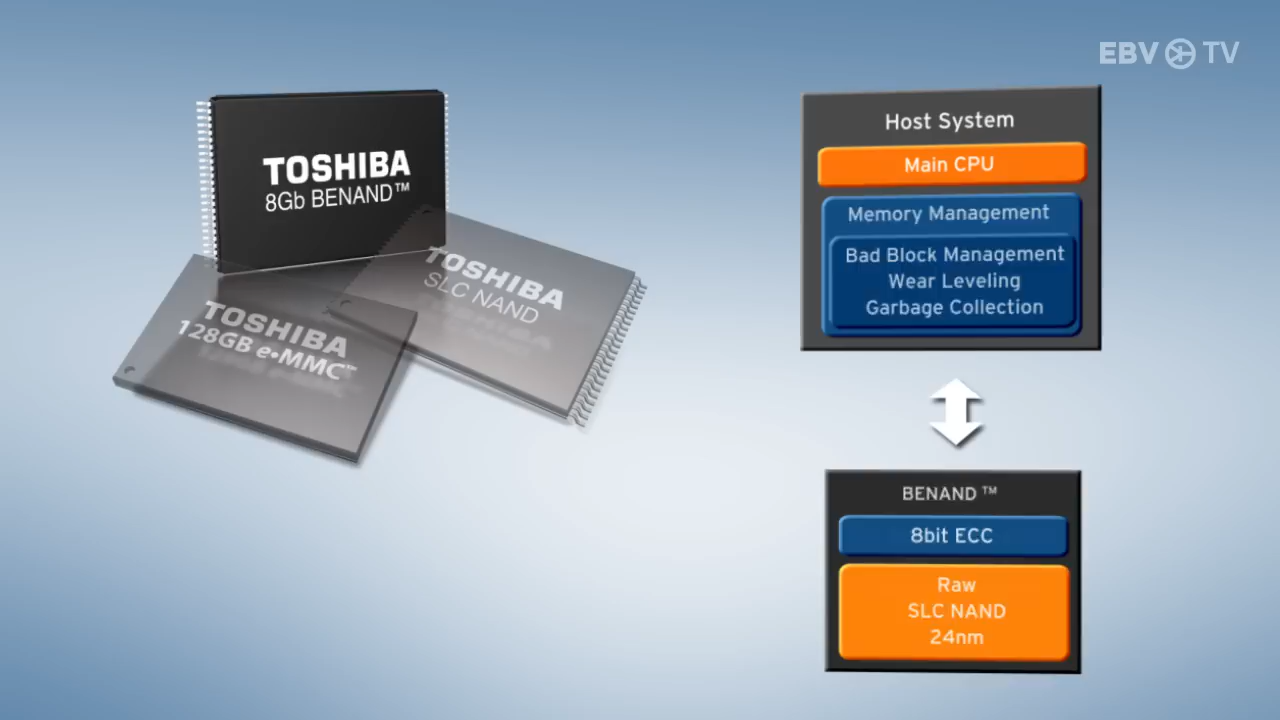 EBV TV
TOSHIBA
8Gb BENAND™
TOSHIBA
SLC NAND
TOSHIBA
128GB e•MMC™
Host System
Main CPU
Memory Management
Bad Block Management
Wear Leveling
Garbage Collection
BENAND ™
8bit ECC
Raw
SLC NAND
24nm